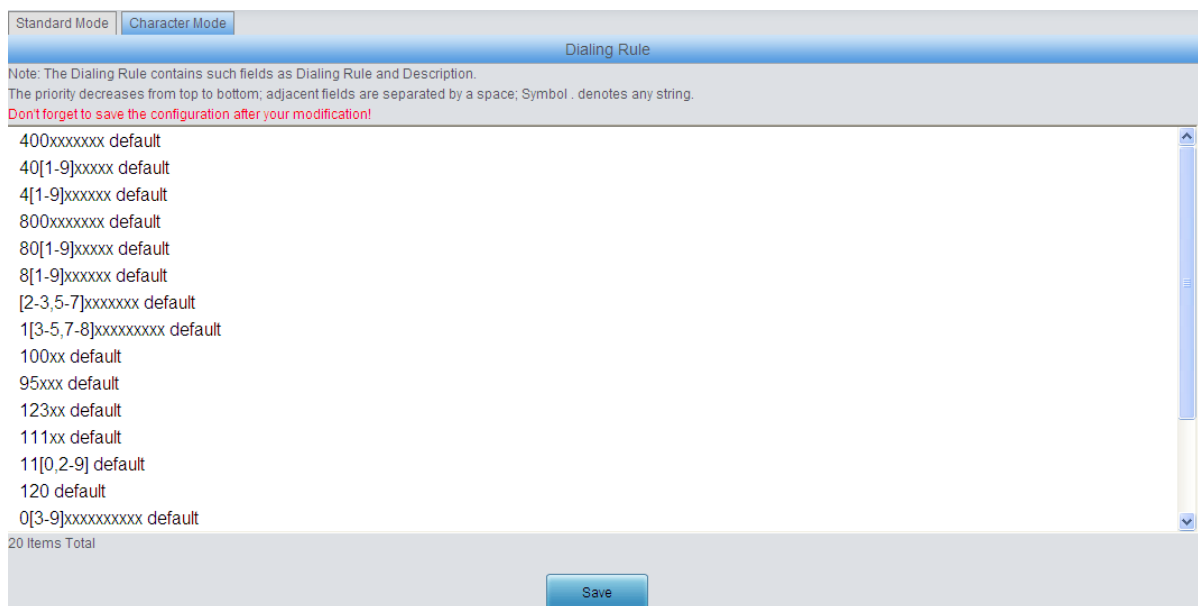 Standard Mode Character Mode
Dialing Rule
Note: The Dialing Rule contains such fields as Dialing Rule and Description.
The priority decreases from top to bottom; adjacent fields are separated by a space; Symbol . denotes any string.
Don't forget to save the configuration after your modification!
400xxxxxxx default
40[1-9]xxxxx default
4[1-9]xxxxxx default
800xxxxxxx default
80[1-9]xxxxx default
8[1-9]xxxxxx default
[2-3,5-7]xxxxxxx default
1[3-5,7-8]xxxxxxxxx default
100xx default
95xxx default
123xx default
111xx default
11[0,2-9] default
120 default
0[3-9]xxxxxxxxxx default
20 Items Total
Save